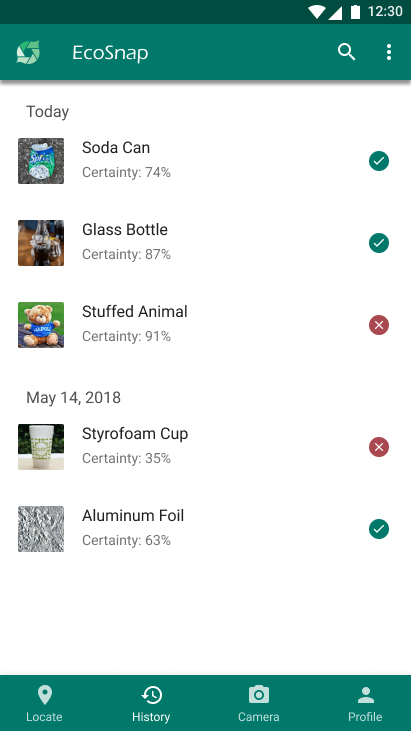 12:30
EcoSnap
Today
Soda Can
Certainty: 74%
Glass Bottle
Certainty: 87%
Stuffed Animal
Certainty: 91%
May 14, 2018
Styrofoam Cup
Certainty: 35%
Aluminum Foil
Certainty: 63%
Locate
History
Camera
Profile